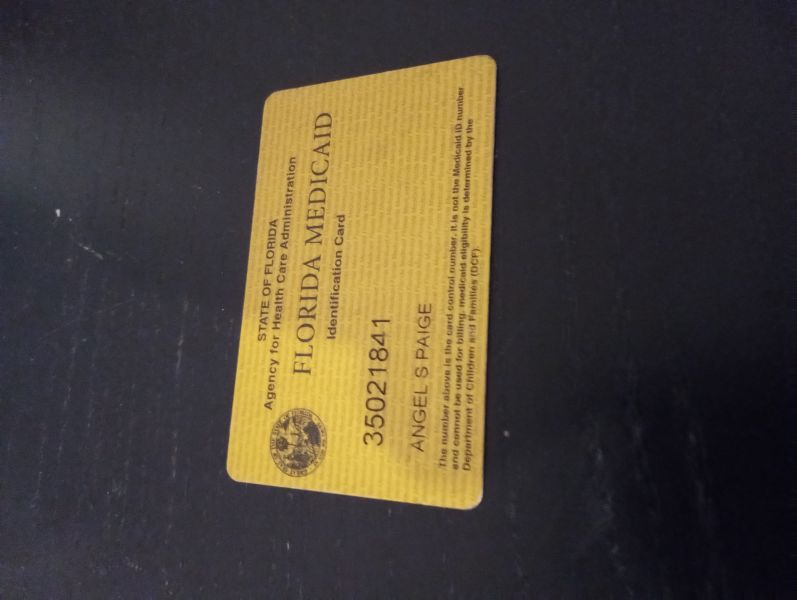 STATE OF FLORIDA
Agency for Health Care Administration
FLORIDA MEDICAID
Identification Card
35021841
ANGEL S PAIGE
The number above is the card control number. It is not the Medicaid ID number
and cannot be used for billing. medicaid eligibility is determined by the
Department of Children and Families (DCF).